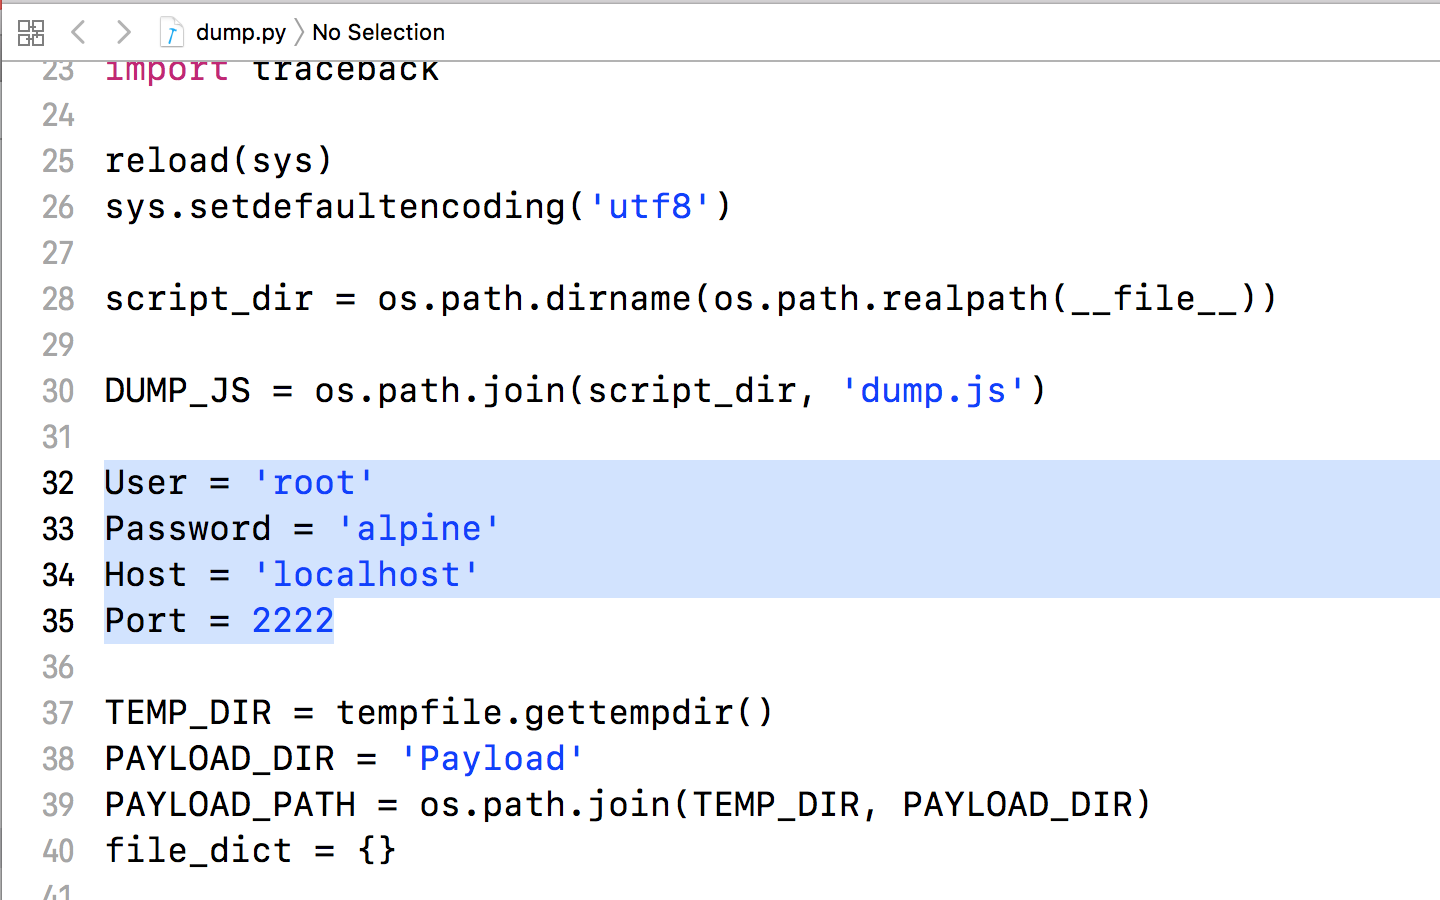 dump.py No Selection
23 import traceback
24
25 reload(sys)
26 sys.setdefaultencoding('utf8')
27
28 script_dir = os.path.dirname(os.path.realpath(__file__))
29
30 DUMP_JS = os.path.join(script_dir, 'dump.js')
31
32 User = 'root'
33 Password = 'alpine'
34 Host = 'localhost'
35 Port = 2222
36
37 TEMP_DIR = tempfile.gettempdir()
38 PAYLOAD_DIR = 'Payload'
39 PAYLOAD_PATH = os.path.join(TEMP_DIR, PAYLOAD_DIR)
40 file_dict = {}
41